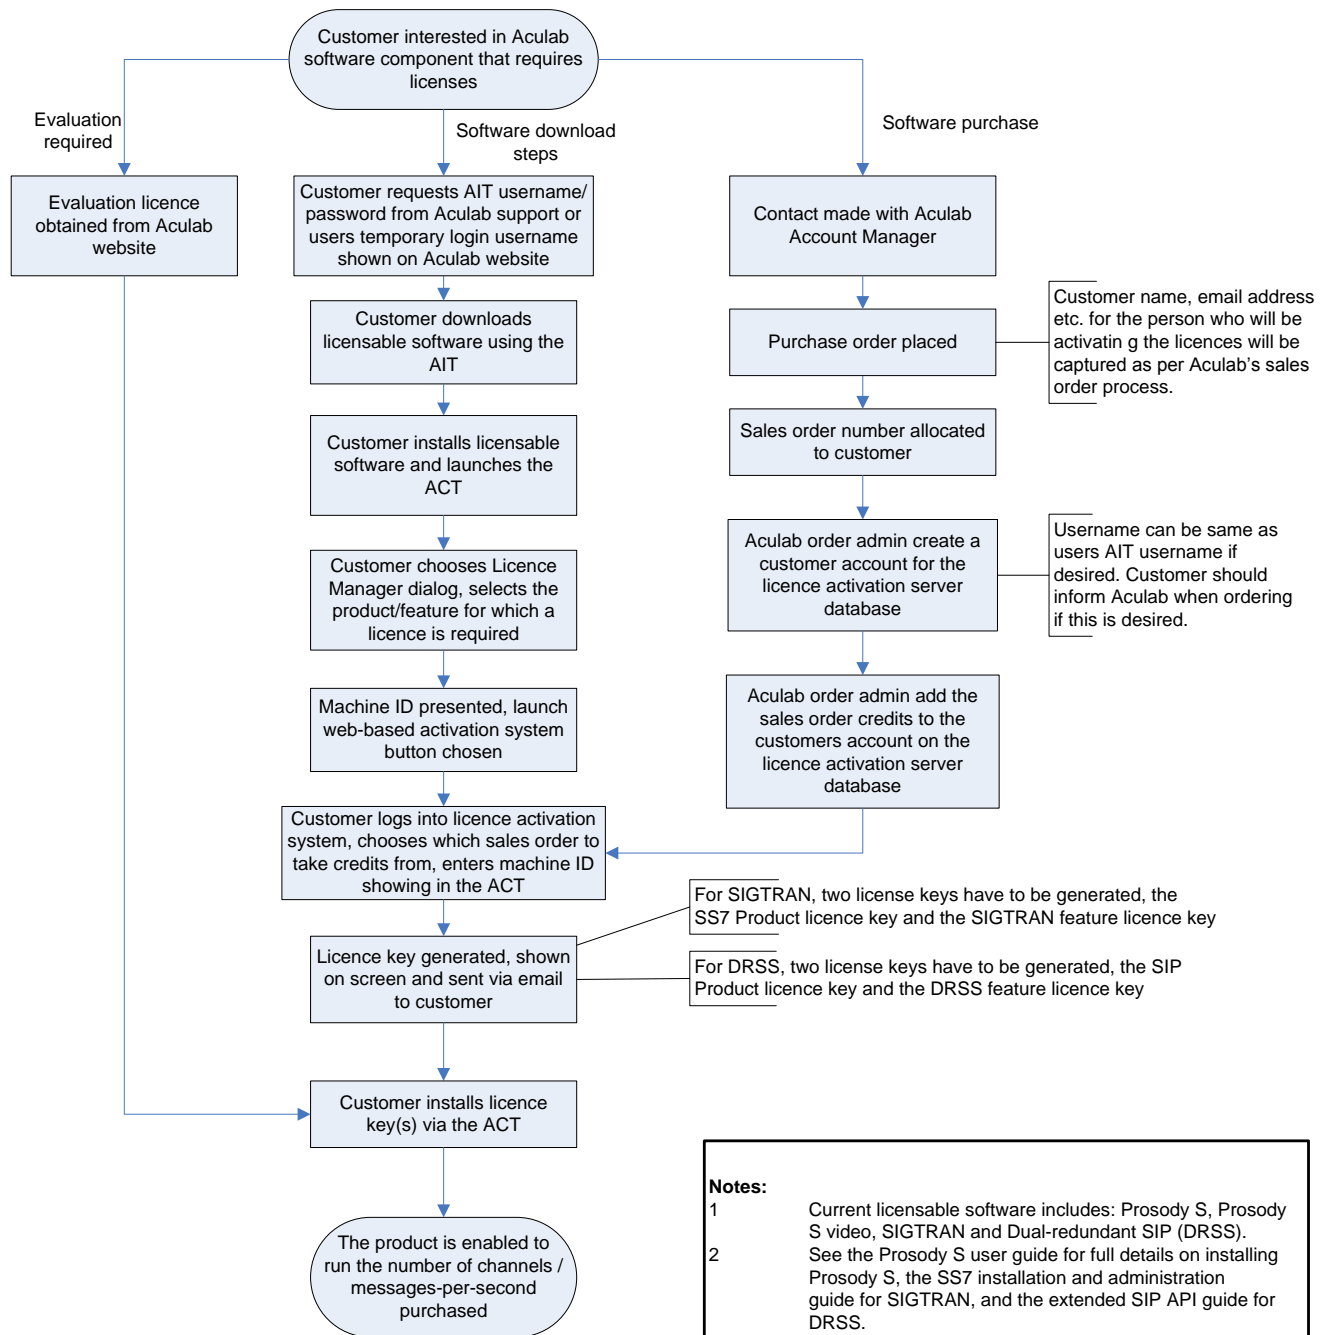 Customer interested in Aculab
software component that requires
licenses
Evaluation
required
Software download
steps
Software purchase
Evaluation licence
obtained from Aculab
website
Customer requests AIT username/
password from Aculab support or
users temporary login username
shown on Aculab website
Contact made with Aculab
Account Manager
Customer downloads
licensable software using the
AIT
Purchase order placed
Customer name, email address
etc. for the person who will be
activatin g the licences will be
captured as per Aculab's sales
order process.
Customer installs licensable
software and launches the
ACT
Sales order number allocated
to customer
Customer chooses Licence
Manager dialog, selects the
product/feature for which a
licence is required
Aculab order admin create a
customer account for the
licence activation server
database
Username can be same as
users AIT username if
desired. Customer should
inform Aculab when ordering
if this is desired.
Machine ID presented, launch
web-based activation system
button chosen
Aculab order admin add the
sales order credits to the
customers account on the
licence activation server
database
Customer logs into licence activation
system, chooses which sales order to
take credits from, enters machine ID
showing in the ACT
For SIGTRAN, two license keys have to be generated, the
SS7 Product licence key and the SIGTRAN feature licence key
Licence key generated, shown
on screen and sent via email
to customer
For DRSS, two license keys have to be generated, the SIP
Product licence key and the DRSS feature licence key
Customer installs licence
key(s) via the ACT
The product is enabled to
run the number of channels /
messages-per-second
purchased
Notes:
1 Current licensable software includes: Prosody S, Prosody
S video, SIGTRAN and Dual-redundant SIP (DRSS).
2 See the Prosody S user guide for full details on installing
Prosody S, the SS7 installation and administration
guide for SIGTRAN, and the extended SIP API guide for
DRSS.